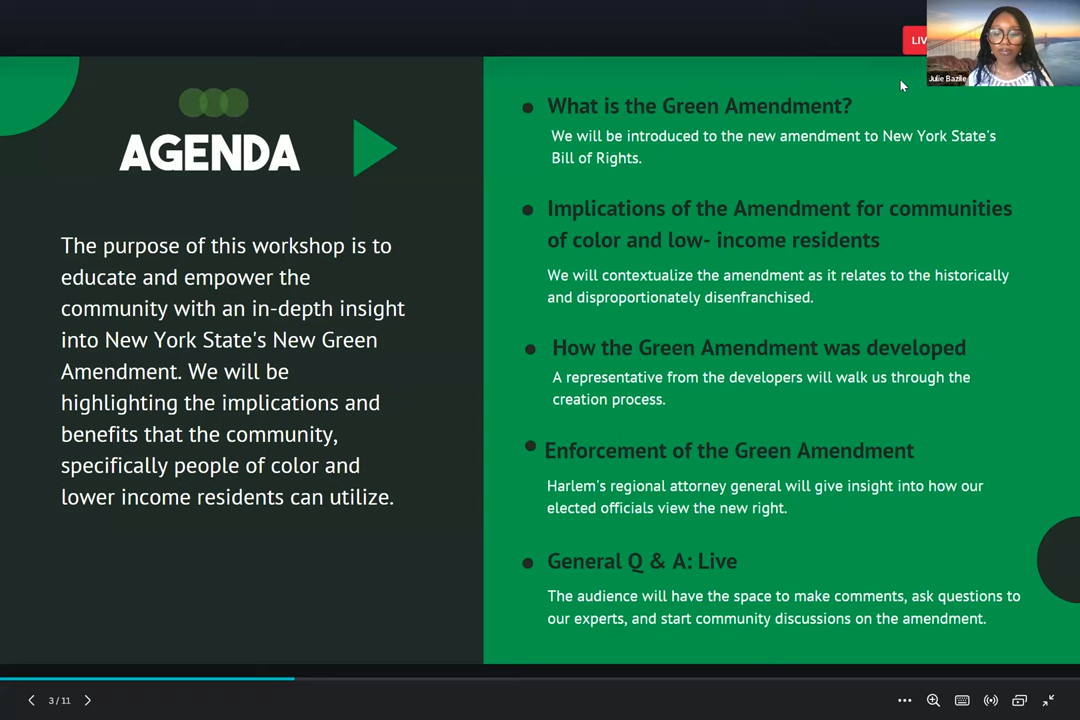 LIV
Julie Bazile
AGENDA
The purpose of this workshop is to
educate and empower the
community with an in-depth insight
into New York State's New Green
Amendment. We will be
highlighting the implications and
benefits that the community,
specifically people of color and
lower income residents can utilize.
What is the Green Amendment?
We will be introduced to the new amendment to New York State's
Bill of Rights.
Implications of the Amendment for communities
of color and low- income residents
We will contextualize the amendment as it relates to the historically
and disproportionately disenfranchised.
How the Green Amendment was developed
A representative from the developers will walk us through the
creation process.
Enforcement of the Green Amendment
Harlem's regional attorney general will give insight into how our
elected officials view the new right.
General Q & A: Live
The audience will have the space to make comments, ask questions to
our experts, and start community discussions on the amendment.
3 / 11